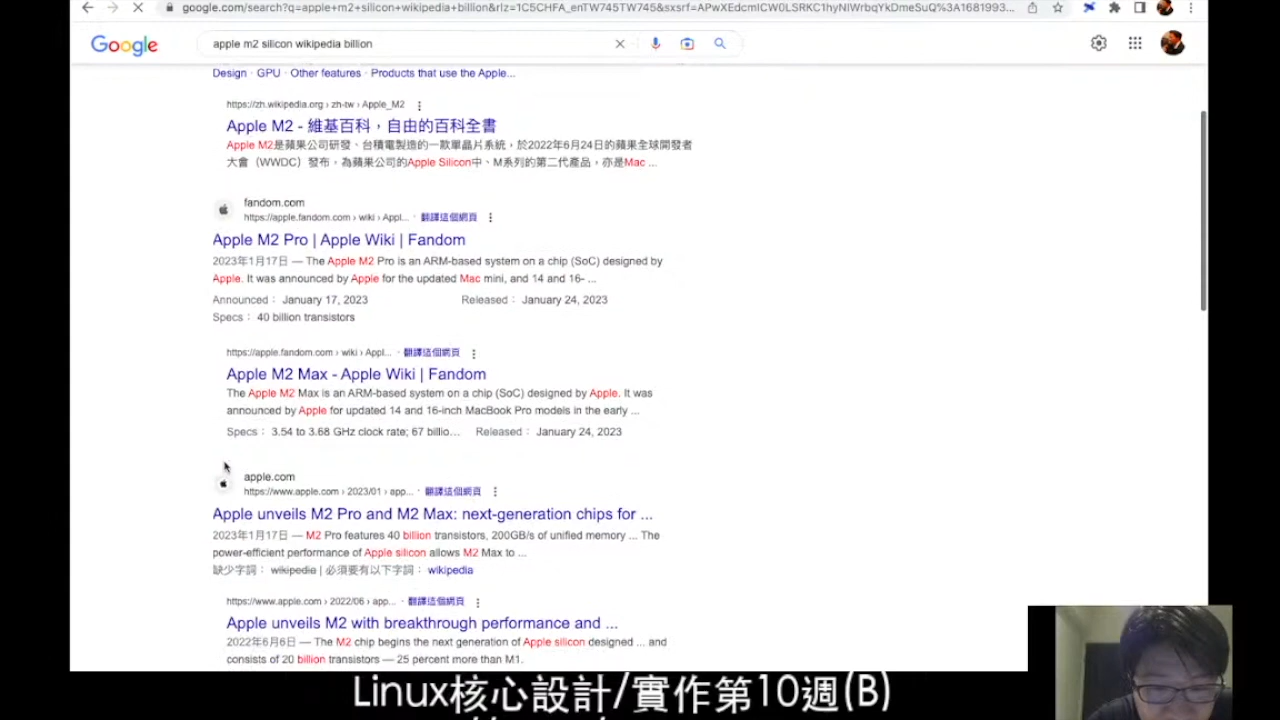 google.com/search?q=apple+m2+silicon+wikipedia+billion&rlz=1C5CHFA_enTW745TW745&sxsrf=APwXEdcmICW0LSRKC1hyNIWrbqYkDmeSuQ%3A1681993...
Google
apple m2 silicon wikipedia billion
Design · GPU · Other features · Products that use the Apple...
https://zh.wikipedia.org › zh-tw › Apple_M2
Apple M2 - 維基百科，自由的百科全書
Apple M2是蘋果公司研發、台積電製造的一款單晶片系統，於2022年6月24日的蘋果全球開發者
大會（WWDC）發布，為蘋果公司的Apple Silicon中、M系列的第二代產品，亦是Mac ...
fandom.com
https://apple.fandom.com › wiki › Appl... · 翻譯這個網頁
Apple M2 Pro | Apple Wiki | Fandom
2023年1月17日 — The Apple M2 Pro is an ARM-based system on a chip (SoC) designed by
Apple. It was announced by Apple for the updated Mac mini, and 14 and 16- ...
Announced： January 17, 2023 Released： January 24, 2023
Specs： 40 billion transistors
https://apple.fandom.com › wiki › Appl... · 翻譯這個網頁
Apple M2 Max - Apple Wiki | Fandom
The Apple M2 Max is an ARM-based system on a chip (SoC) designed by Apple. It was
announced by Apple for updated 14 and 16-inch MacBook Pro models in the early ...
Specs： 3.54 to 3.68 GHz clock rate; 67 billio... Released： January 24, 2023
apple.com
https://www.apple.com › 2023/01 › app... · 翻譯這個網頁
Apple unveils M2 Pro and M2 Max: next-generation chips for ...
2023年1月17日 — M2 Pro features 40 billion transistors, 200GB/s of unified memory ... The
power-efficient performance of Apple silicon allows M2 Max to ...
缺少字詞： wikipedia | 必須要有以下字詞： wikipedia
https://www.apple.com › 2022/06 › app... · 翻譯這個網頁
Apple unveils M2 with breakthrough performance and ...
2022年6月6日 — The M2 chip begins the next generation of Apple silicon designed ... and
consists of 20 billion transistors — 25 percent more than M1.
Linux核心設計/實作第10週(B)